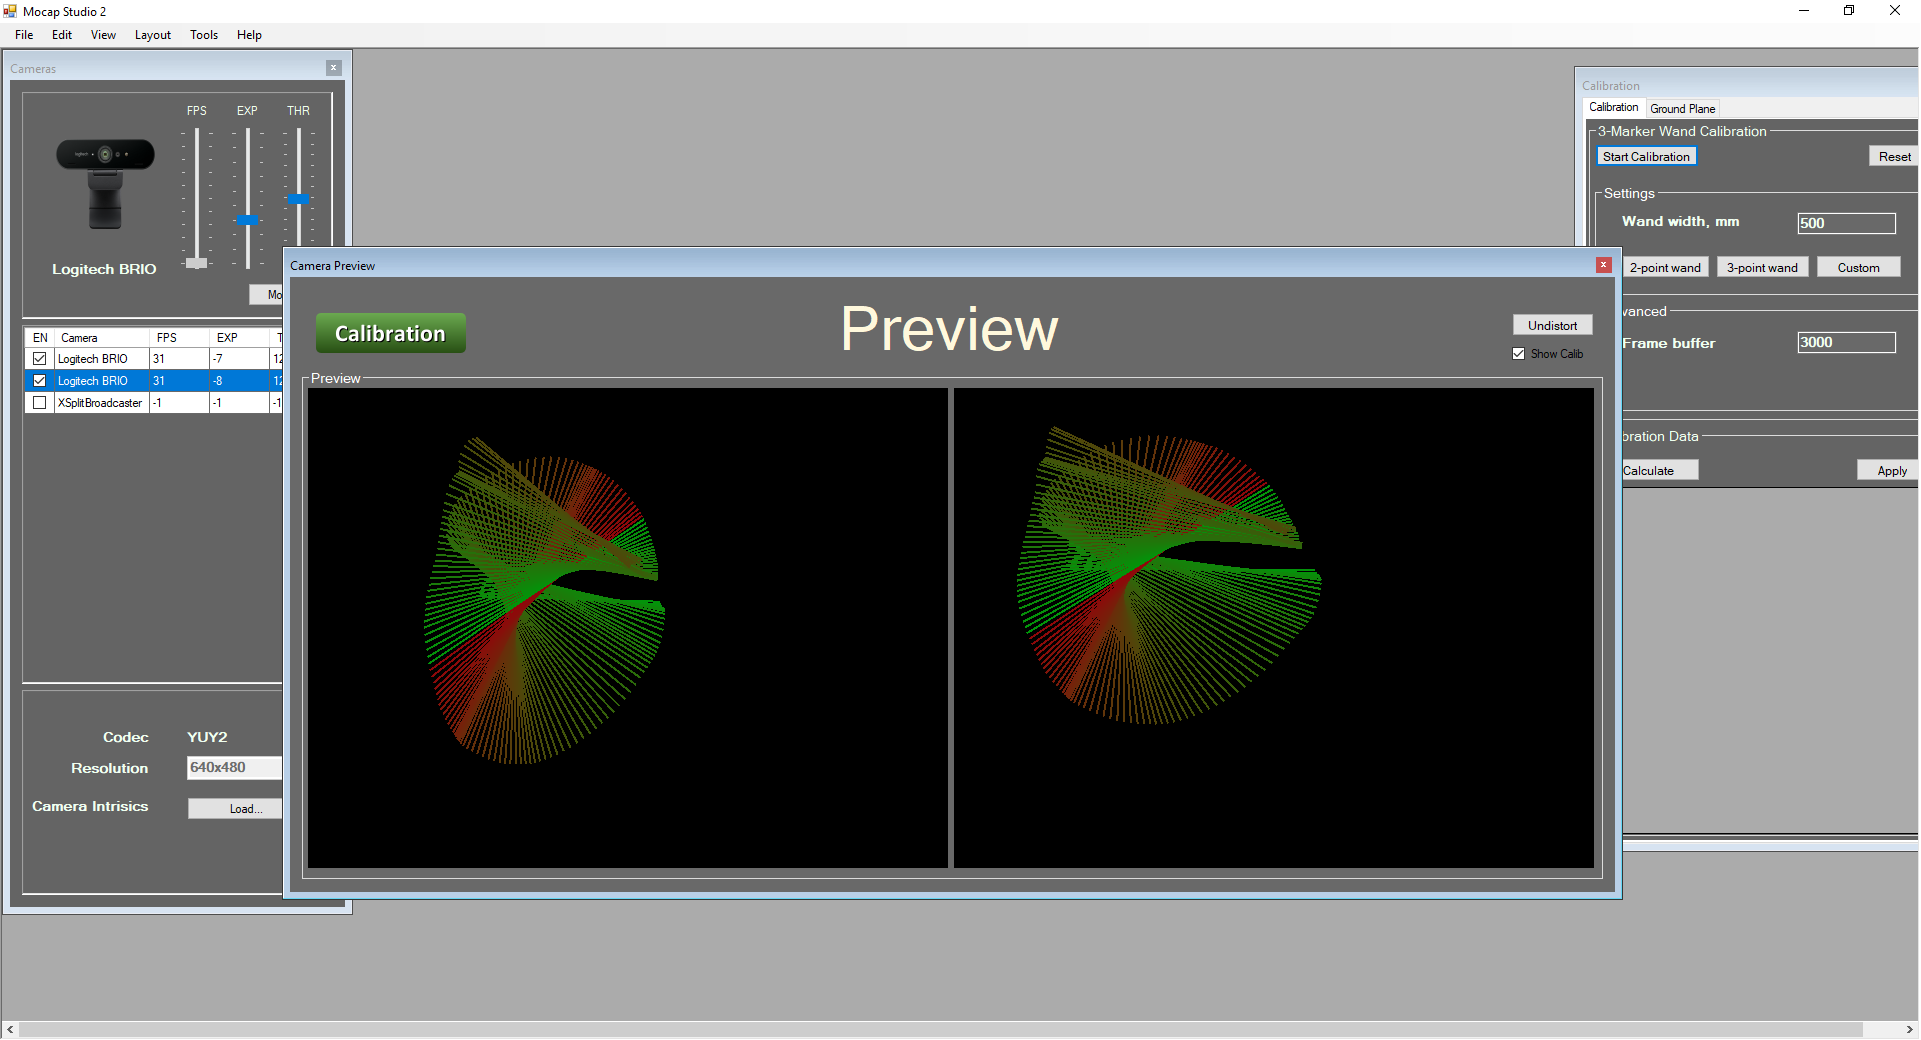 Mocap Studio 2
File Edit View Layout Tools Help
Cameras
FPS EXP THR
logitech
Logitech BRIO
Mo
EN Camera FPS EXP T
Logitech BRIO 31 -7 12
Logitech BRIO 31 -8 12
XSplitBroadcaster -1 -1 -1
Codec YUY2
Resolution 640x480
Camera Intrisics Load...
Camera Preview
Calibration
Preview
Undistort
Show Calib
Preview
Calibration
Calibration Ground Plane
3-Marker Wand Calibration
Start Calibration Reset
Settings
Wand width, mm 500
2-point wand 3-point wand Custom
vanced
Frame buffer 3000
bration Data
Calculate Apply